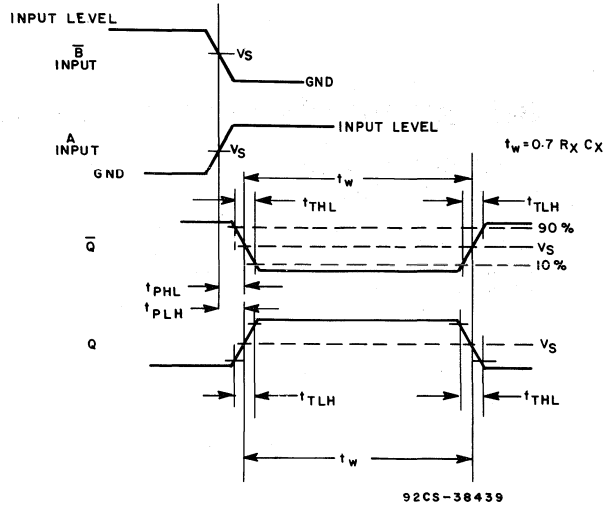 INPUT LEVEL
B̅
INPUT
VS
GND
A
INPUT
VS
INPUT LEVEL
GND
tW = 0.7 RX CX
tW
tTHL
tTLH
90%
Q̅
VS
10%
tPHL
tPLH
Q
VS
tTLH
tTHL
tW
92CS-38439